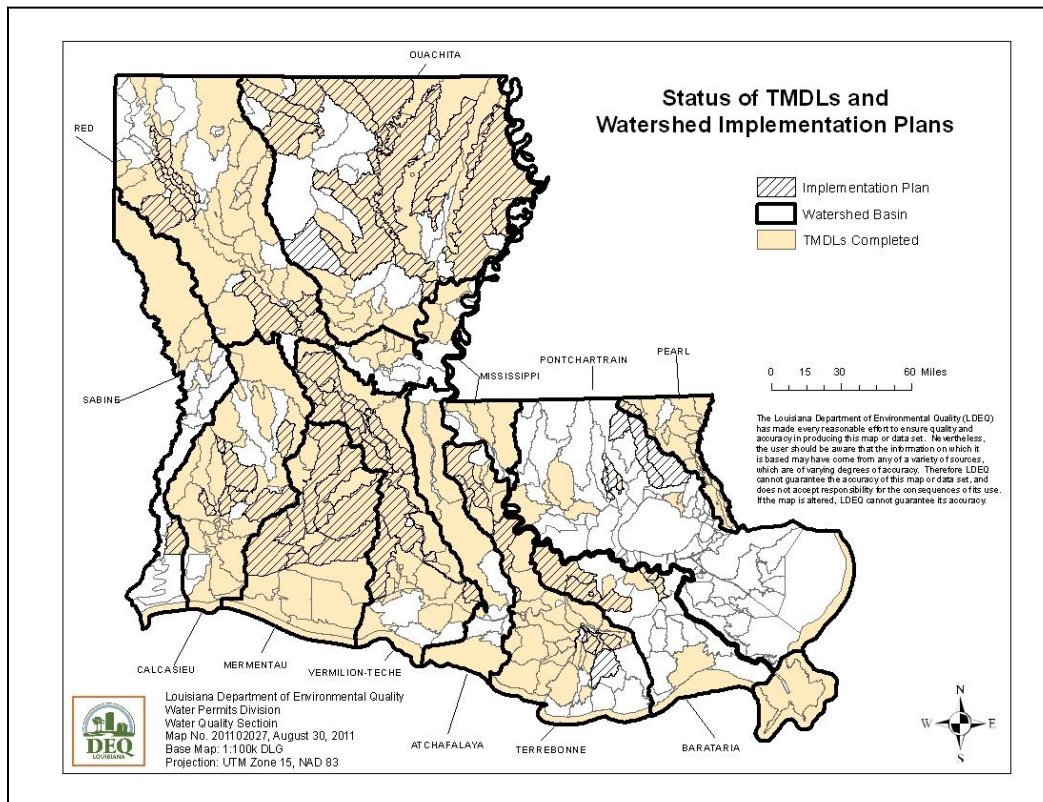 OUACHITA
Status of TMDLs and
Watershed Implementation Plans
RED
Implementation Plan
Watershed Basin
TMDLs Completed
PONTCHARTRAIN
PEARL
MISSISSIPPI
SABINE
0 15 30 60 Miles
The Louisiana Department of Environmental Quality (LDEQ)
has made every reasonable effort to ensure quality and
accuracy in producing this map or data set. Nevertheless,
the user should be aware that the information on which it
is based may have come from any of a variety of sources,
which are of varying degrees of accuracy. Therefore LDEQ
cannot guarantee the accuracy of this map or data set, and
does not accept responsibility for the consequences of its use.
If the map is altered, LDEQ cannot guarantee its accuracy.
CALCASIEU
MERMENTAU
VERMILION-TECHE
ATCHAFALAYA
TERREBONNE
BARATARIA
DEQ
LOUISIANA
Louisiana Department of Environmental Quality
Water Permits Division
Water Quality Sectioin
Map No. 201102027, August 30, 2011
Base Map: 1:100k DLG
Projection: UTM Zone 15, NAD 83
N
W E
S